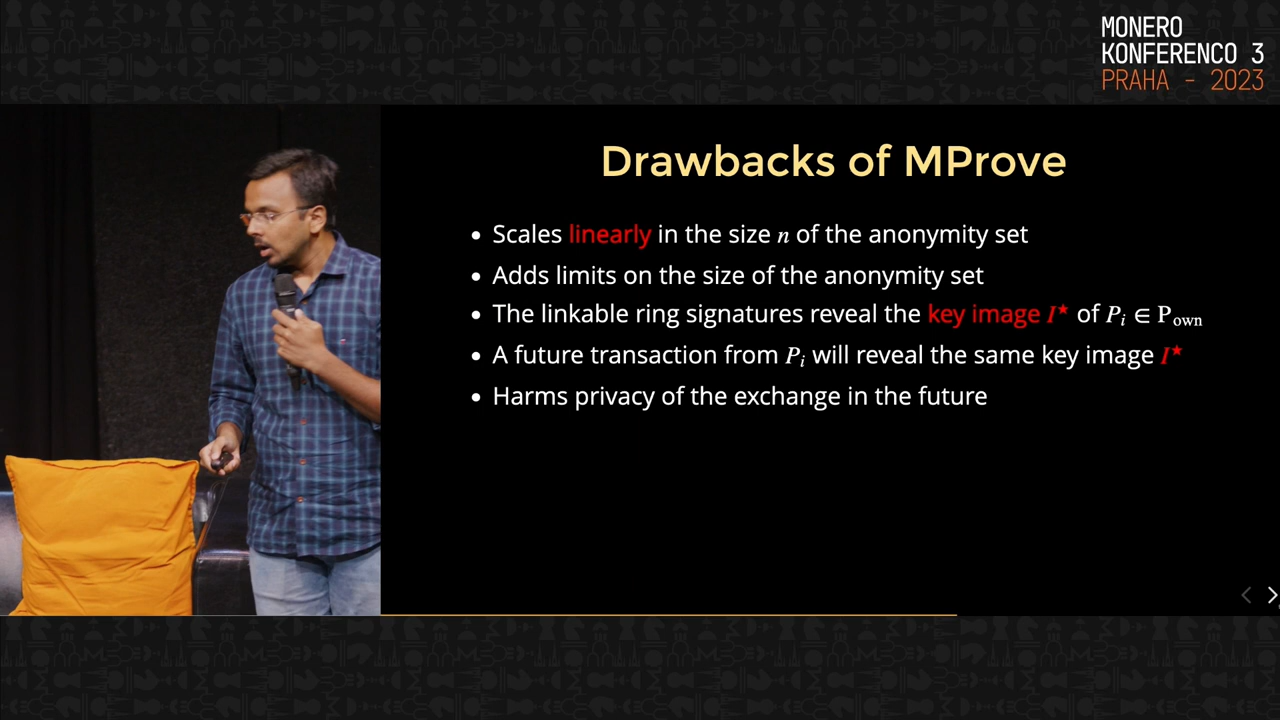 MONERO
KONFERENCO 3
PRAHA - 2023
Drawbacks of MProve
• Scales linearly in the size n of the anonymity set
• Adds limits on the size of the anonymity set
• The linkable ring signatures reveal the key image I★ of Pᵢ ∈ Pown
• A future transaction from Pᵢ will reveal the same key image I★
• Harms privacy of the exchange in the future